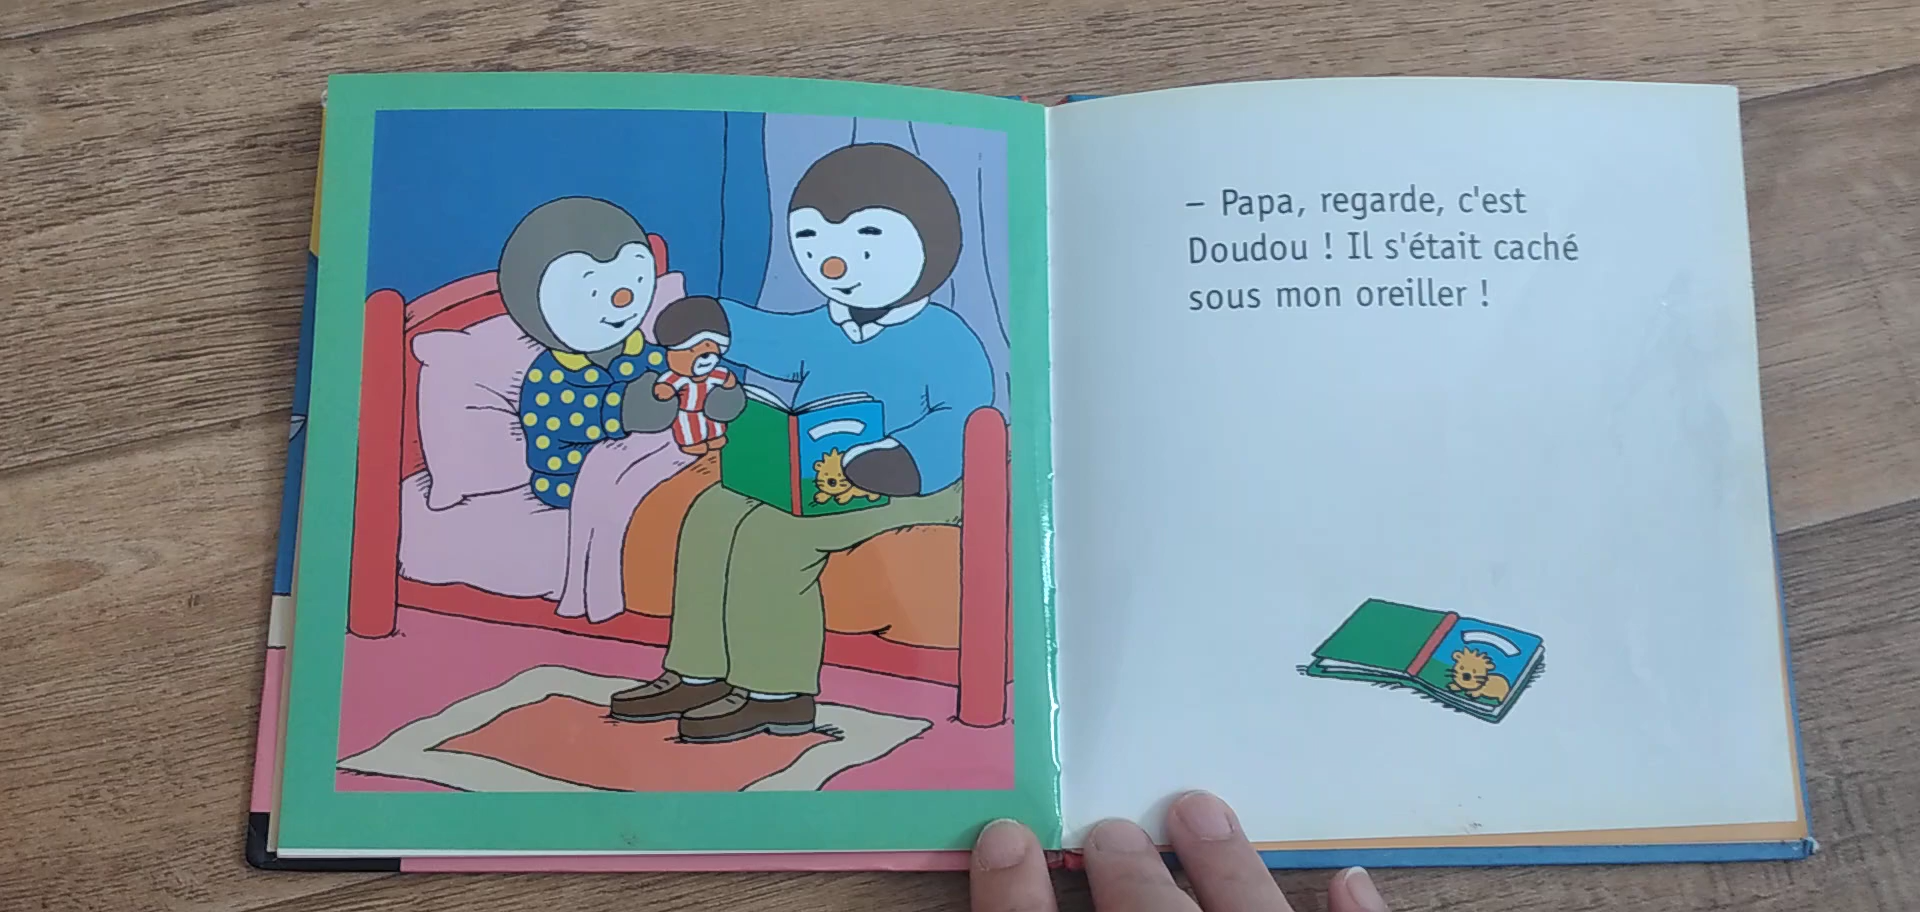 – Papa, regarde, c'est
Doudou ! Il s'était caché
sous mon oreiller !